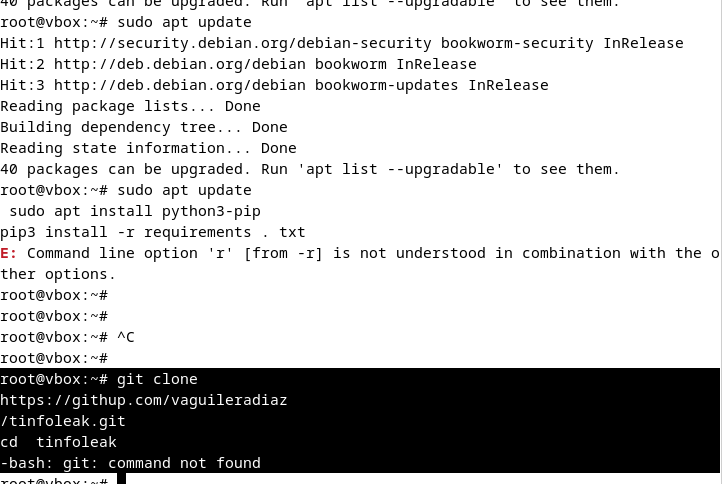 40 packages can be upgraded. Run 'apt list --upgradable' to see them.
root@vbox:~# sudo apt update
Hit:1 http://security.debian.org/debian-security bookworm-security InRelease
Hit:2 http://deb.debian.org/debian bookworm InRelease
Hit:3 http://deb.debian.org/debian bookworm-updates InRelease
Reading package lists... Done
Building dependency tree... Done
Reading state information... Done
40 packages can be upgraded. Run 'apt list --upgradable' to see them.
root@vbox:~# sudo apt update
 sudo apt install python3-pip
pip3 install -r requirements . txt
E: Command line option 'r' [from -r] is not understood in combination with the o
ther options.
root@vbox:~#
root@vbox:~#
root@vbox:~# ^C
root@vbox:~#
root@vbox:~# git clone
https://githup.com/vaguileradiaz
/tinfoleak.git
cd  tinfoleak
-bash: git: command not found
root@vbox:~#